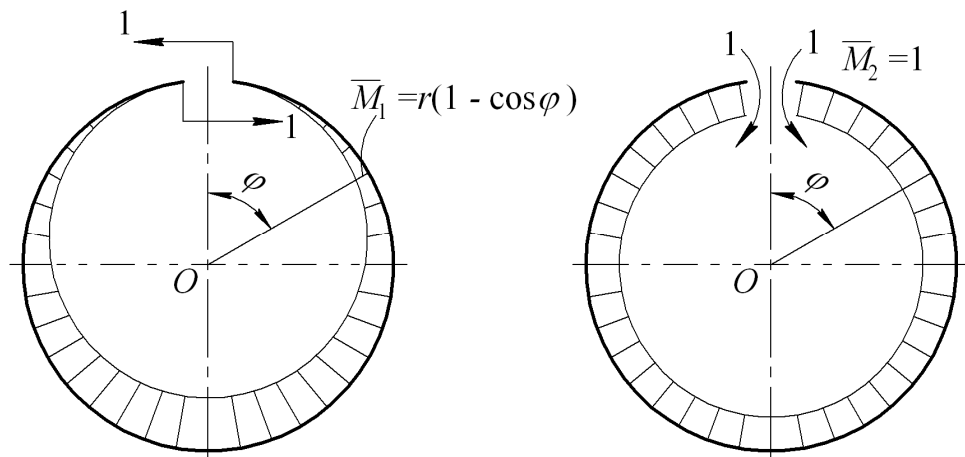 1
1
M̅₁ = r(1 - cosφ)
φ
O
1 1
M̅₂ = 1
φ
O